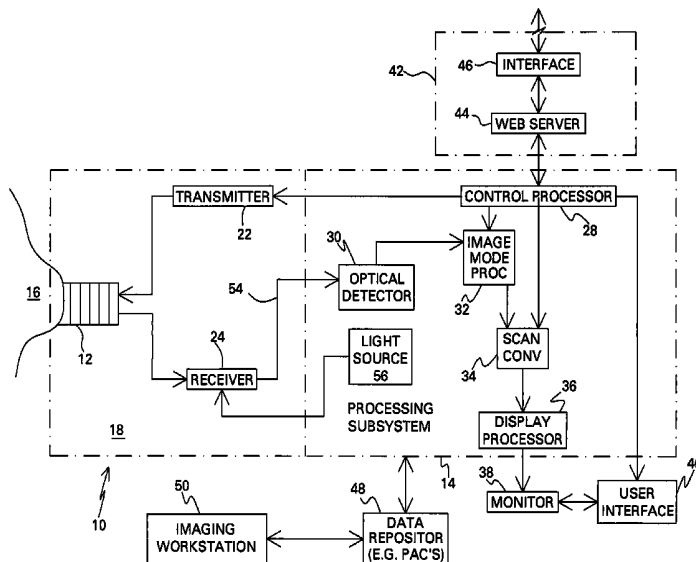 42
46
INTERFACE
44
WEB SERVER
TRANSMITTER
22
CONTROL PROCESSOR
28
30
OPTICAL
DETECTOR
IMAGE
MODE
PROC
32
54
16
12
24
RECEIVER
LIGHT
SOURCE
56
SCAN
CONV
34
PROCESSING
SUBSYSTEM
36
DISPLAY
PROCESSOR
18
14
10
50
IMAGING
WORKSTATION
48
DATA
REPOSITOR
(E.G. PAC'S)
38
MONITOR
USER
INTERFACE
40